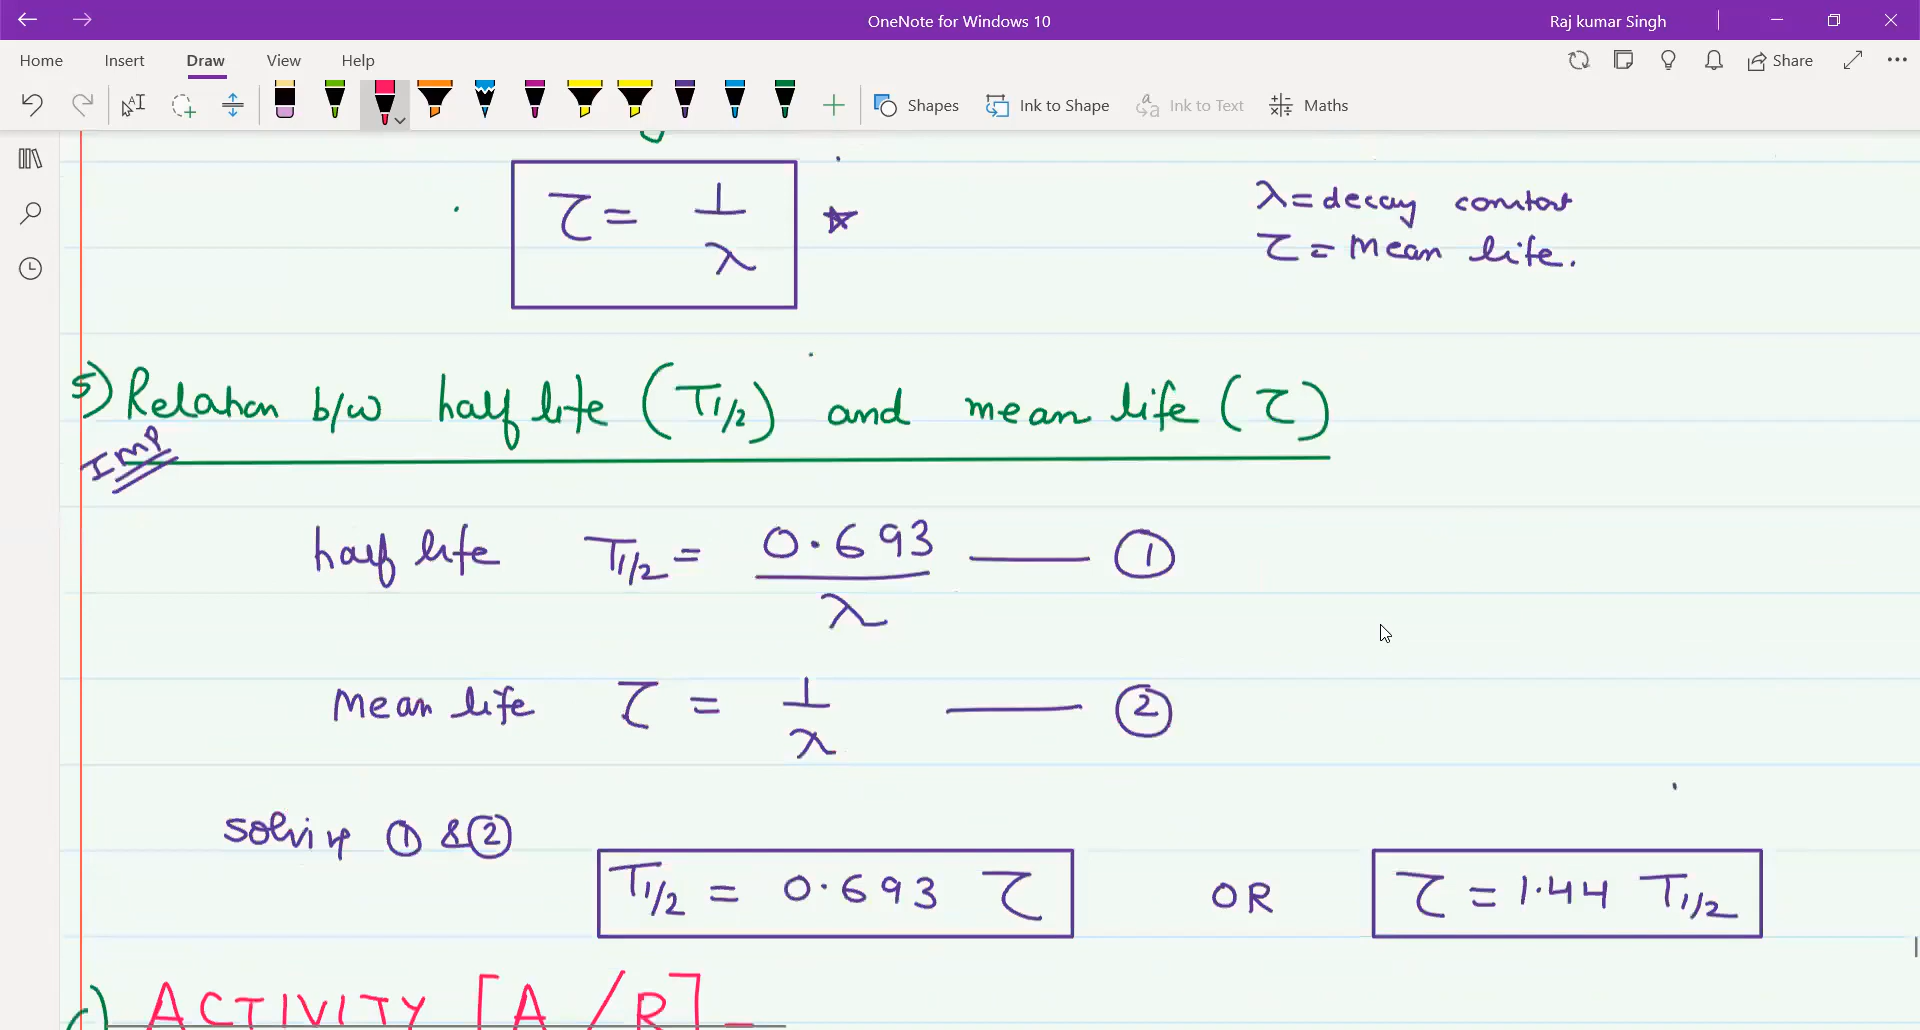 OneNote for Windows 10
Raj kumar Singh
Home Insert Draw View Help
Share
Shapes Ink to Shape Ink to Text Maths
τ = 1/λ
λ = decay constant
τ = Mean life.
5) Relation b/w half life (T1/2) and mean life (τ)
Imp
half life T1/2 = 0.693/λ —— ①
Mean life τ = 1/λ —— ②
solving ① & ②
T1/2 = 0.693 τ OR τ = 1.44 T1/2
ACTIVITY [A/R] –